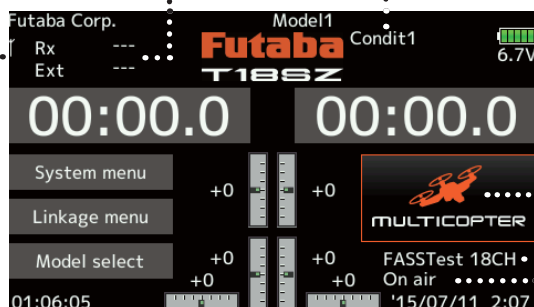 Futaba Corp.
Model1
Rx ---
Ext ---
Futaba
T18SZ
Condit1
6.7V
00:00.0
00:00.0
System menu
Linkage menu
Model select
+0
+0
MULTICOPTER
+0
+0
+0
+0
FASSTest 18CH
On air
01:06:05
'15/07/11 2:07